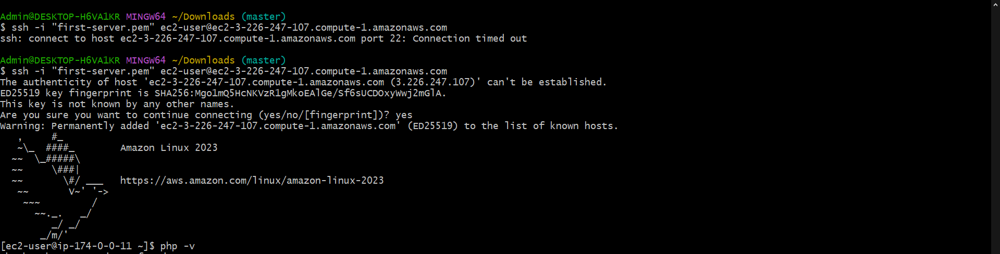 Admin@DESKTOP-H6VA1KR MINGW64 ~/Downloads (master)
$ ssh -i "first-server.pem" ec2-user@ec2-3-226-247-107.compute-1.amazonaws.com
ssh: connect to host ec2-3-226-247-107.compute-1.amazonaws.com port 22: Connection timed out

Admin@DESKTOP-H6VA1KR MINGW64 ~/Downloads (master)
$ ssh -i "first-server.pem" ec2-user@ec2-3-226-247-107.compute-1.amazonaws.com
The authenticity of host 'ec2-3-226-247-107.compute-1.amazonaws.com (3.226.247.107)' can't be established.
ED25519 key fingerprint is SHA256:Mgo1mQ5HcNKVzR1gMkoEAlGe/Sf6sUCDOxyWwj2mGlA.
This key is not known by any other names.
Are you sure you want to continue connecting (yes/no/[fingerprint])? yes
Warning: Permanently added 'ec2-3-226-247-107.compute-1.amazonaws.com' (ED25519) to the list of known hosts.
   ,     #_
   ~\_  ####_        Amazon Linux 2023
  ~~  \_#####\
  ~~     \###|
  ~~       \#/ ___   https://aws.amazon.com/linux/amazon-linux-2023
   ~~       V~' '->
    ~~~         /
      ~~._.   _/
         _/ _/
       _/m/'
[ec2-user@ip-174-0-0-11 ~]$ php -v